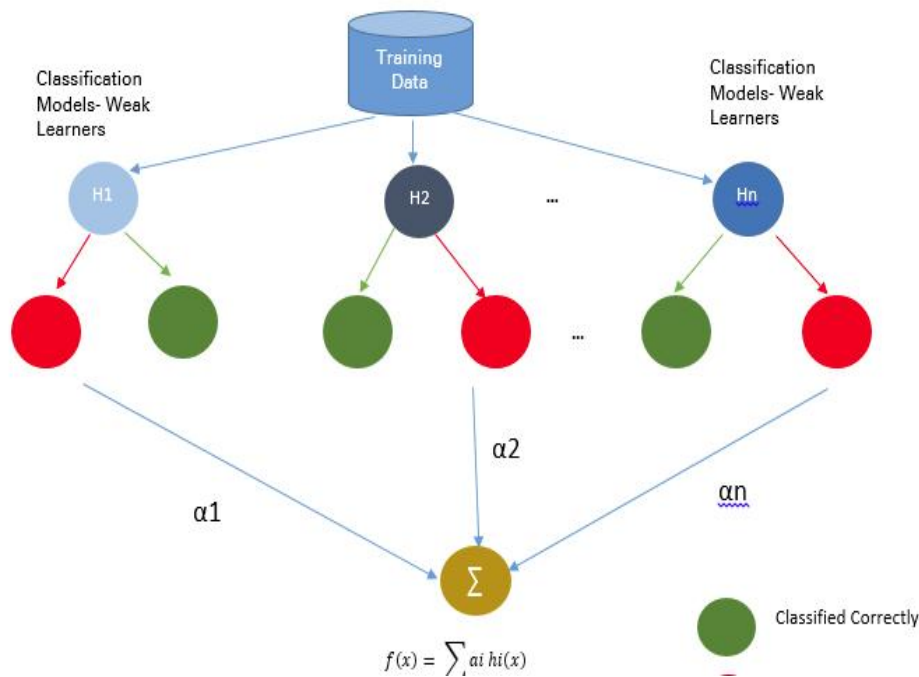 Training
Data
Classification
Models- Weak
Learners
Classification
Models- Weak
Learners
H1
H2
...
Hn
...
α1
α2
αn
∑
Classified Correctly
f(x) = ∑ ai hi(x)